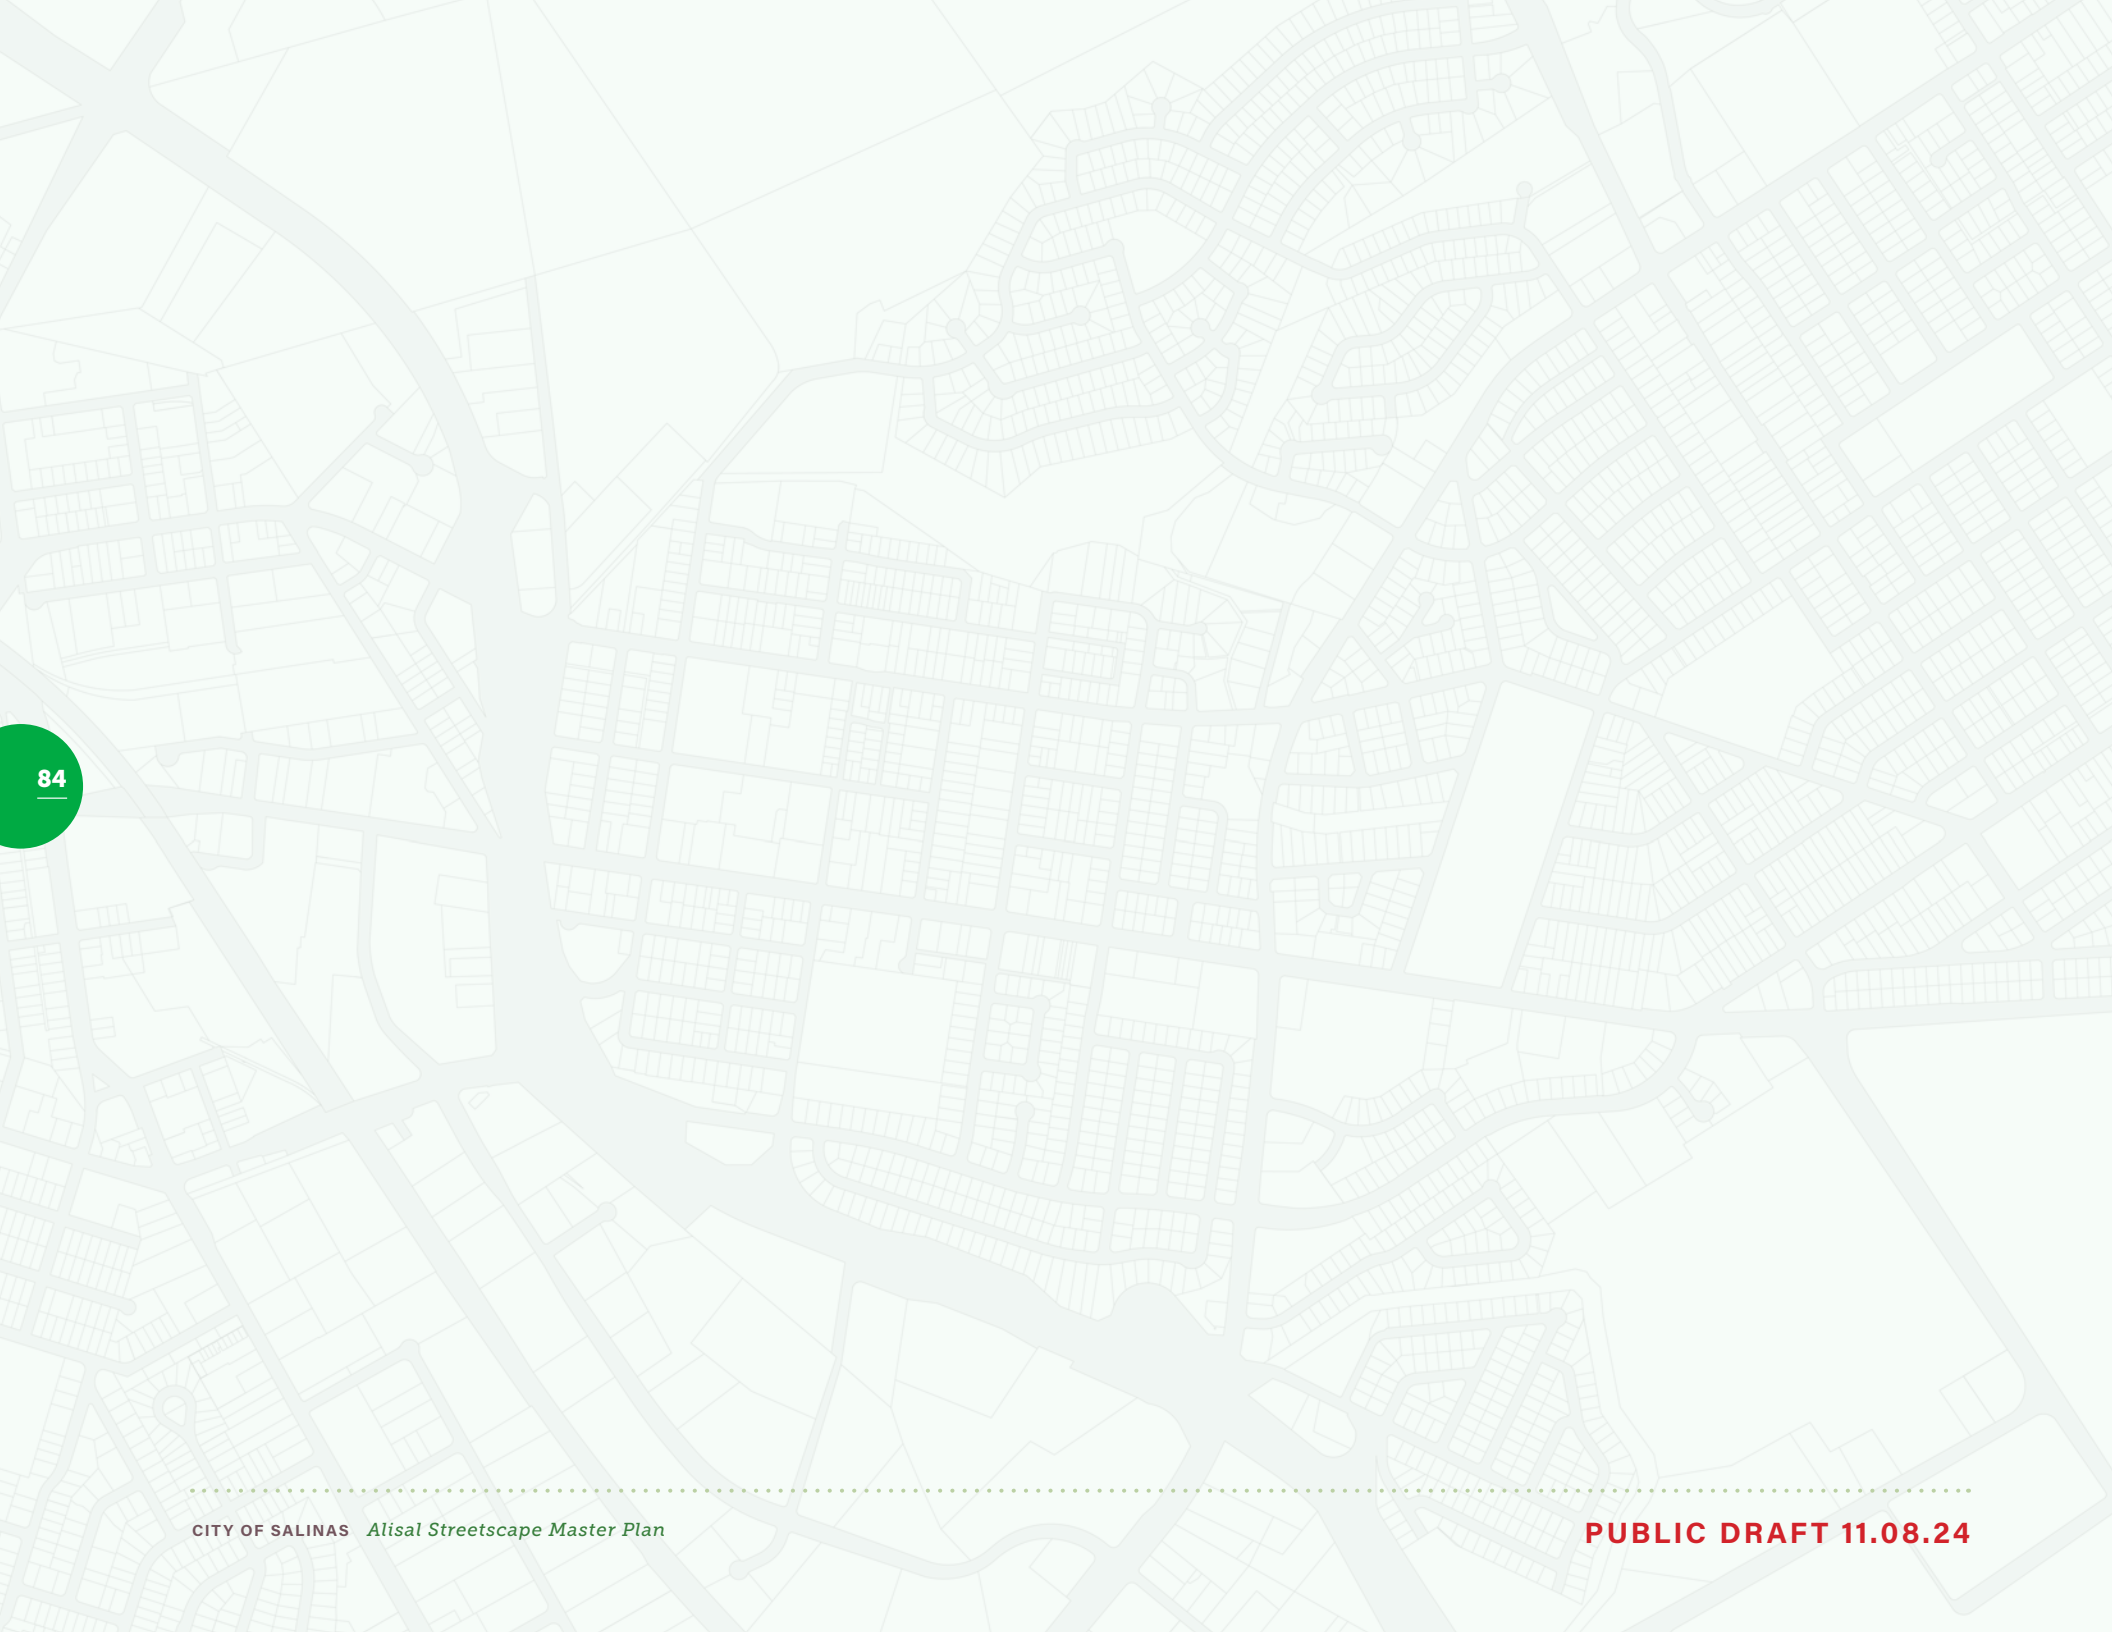 84
CITY OF SALINAS Alisal Streetscape Master Plan
PUBLIC DRAFT 11.08.24